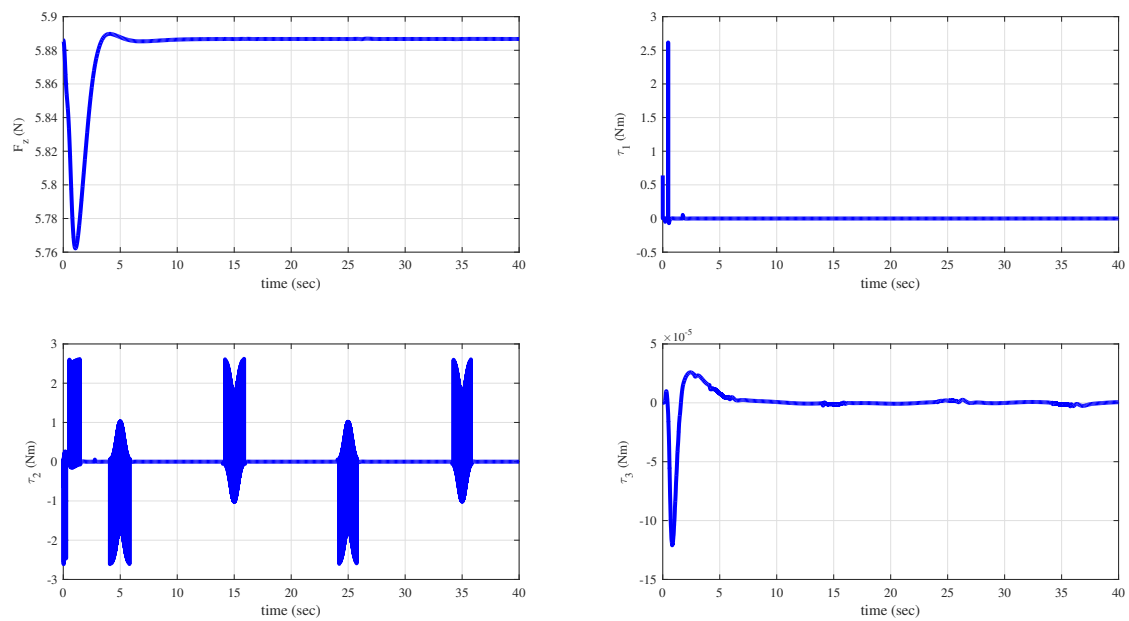 5.9
5.88
5.86
5.84
5.82
5.8
5.78
5.76
F_z (N)
0 5 10 15 20 25 30 35 40
time (sec)
3
2.5
2
1.5
1
0.5
0
-0.5
τ_1 (Nm)
0 5 10 15 20 25 30 35 40
time (sec)
3
2
1
0
-1
-2
-3
τ_2 (Nm)
0 5 10 15 20 25 30 35 40
time (sec)
×10^-5
5
0
-5
-10
-15
τ_3 (Nm)
0 5 10 15 20 25 30 35 40
time (sec)